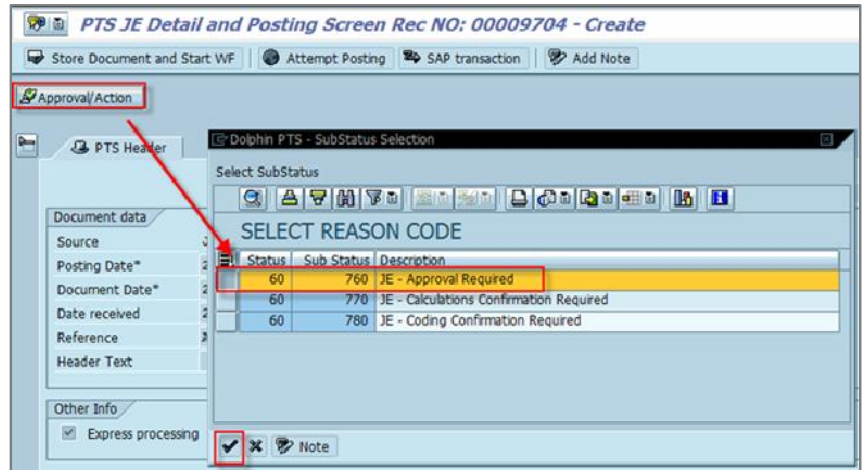 PTS JE Detail and Posting Screen Rec NO: 00009704 - Create
Store Document and Start WF Attempt Posting SAP transaction Add Note
Approval/Action
PTS Header
Document data
Source
Posting Date*
Document Date*
Date received
Reference
Header Text
Other Info
Express processing
Dolphin PTS - SubStatus Selection
Select SubStatus
SELECT REASON CODE
Status Sub Status Description
60 760 JE - Approval Required
60 770 JE - Calculations Confirmation Required
60 780 JE - Coding Confirmation Required
Note